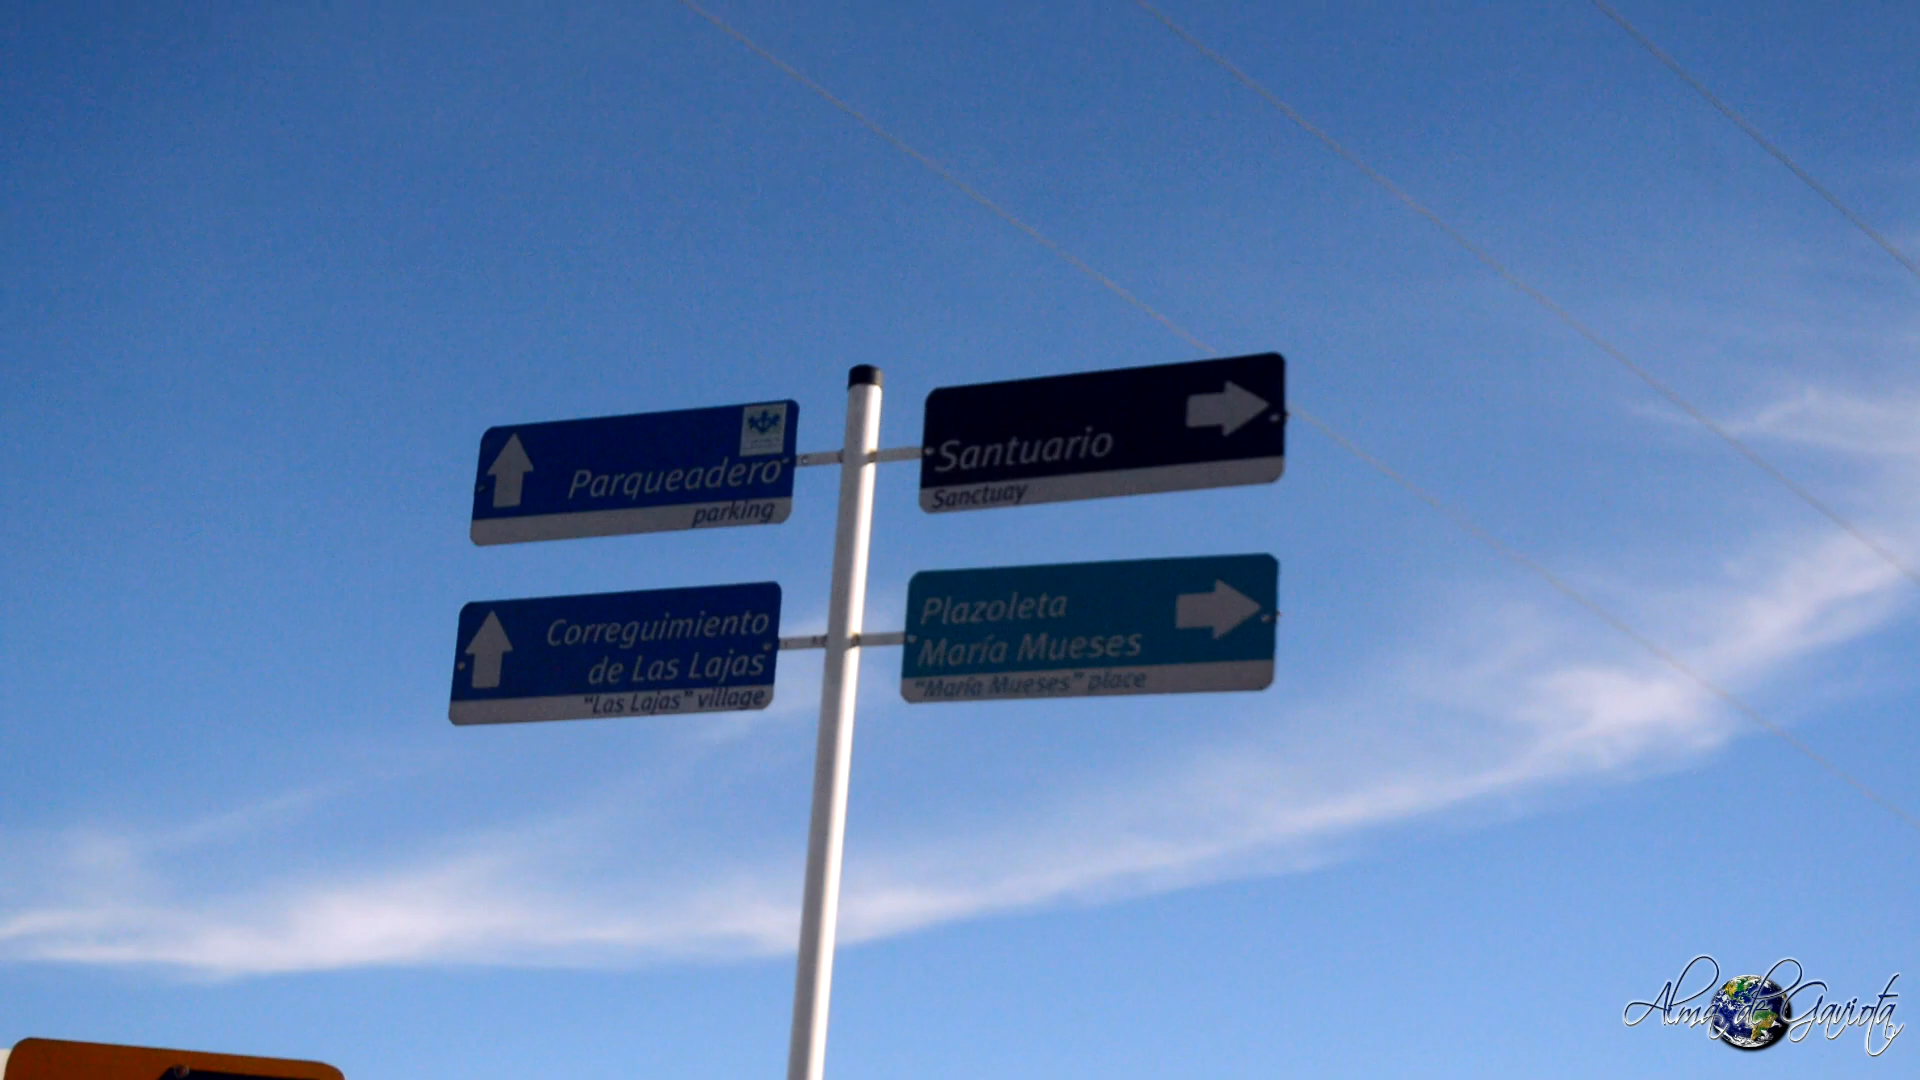 Parqueadero
parking
Santuario
Sanctuay
Correguimiento
de Las Lajas
"Las Lajas" village
Plazoleta
María Mueses
"María Mueses" place
Alma de Gaviota